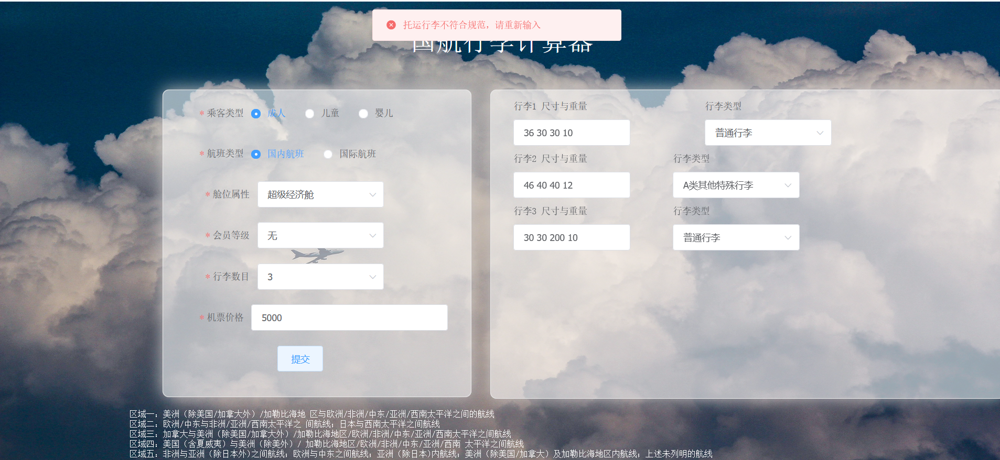 托运行李不符合规范，请重新输入
国航行李计算器
* 乘客类型 成人 儿童 婴儿
* 航班类型 国内航班 国际航班
* 舱位属性 超级经济舱
* 会员等级 无
* 行李数目 3
* 机票价格 5000
提交
行李1 尺寸与重量 行李类型
36 30 30 10 普通行李
行李2 尺寸与重量 行李类型
46 40 40 12 A类其他特殊行李
行李3 尺寸与重量 行李类型
30 30 200 10 普通行李
区域一：美洲（除美国/加拿大外）/加勒比海地 区与欧洲/非洲/中东/亚洲/西南太平洋之间的航线
区域二：欧洲/中东与非洲/亚洲/西南太平洋之 间航线；日本与西南太平洋之间航线
区域三：加拿大与美洲（除美国/加拿大外）/加勒比海地区/欧洲/非洲/中东/亚洲/西南太平洋之间航线
区域四：美国（含夏威夷）与美洲（除美外）/ 加勒比海地区/欧洲/非洲/中东/亚洲/西南 太平洋之间航线
区域五：非洲与亚洲（除日本外)之间航线；欧洲与中东之间航线；亚洲（除日本)内航线；美洲（除美国/加拿大）及加勒比海地区内航线；上述未列明的航线